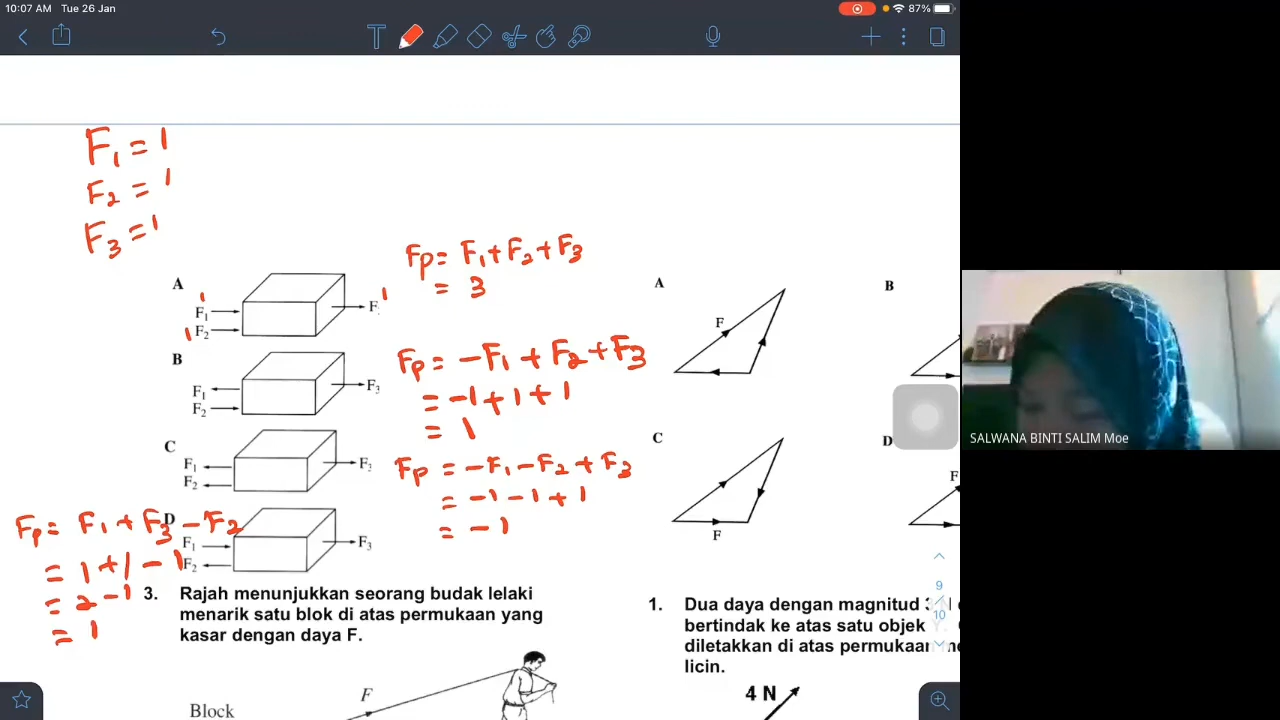 10:07 AM Tue 26 Jan
87%
F1 = 1
F2 = 1
F3 = 1
A
1
F1
1 F2
F
1
Fp = F1 + F2 + F3
= 3
B
F1
F2
F3
Fp = -F1 + F2 + F3
= -1 + 1 + 1
= 1
C
F1
F2
F3
Fp = -F1 - F2 + F3
= -1 - 1 + 1
= -1
D
F1
F2
F3
Fp = F1 + F3 - F2
= 1 + 1 - 1
= 2 - 1
= 1
3. Rajah menunjukkan seorang budak lelaki
menarik satu blok di atas permukaan yang
kasar dengan daya F.
F
Block
A
F
B
C
F
D
F
9
10
1. Dua daya dengan magnitud 3 N
bertindak ke atas satu objek
diletakkan di atas permukaan
licin.
4 N
SALWANA BINTI SALIM Moe